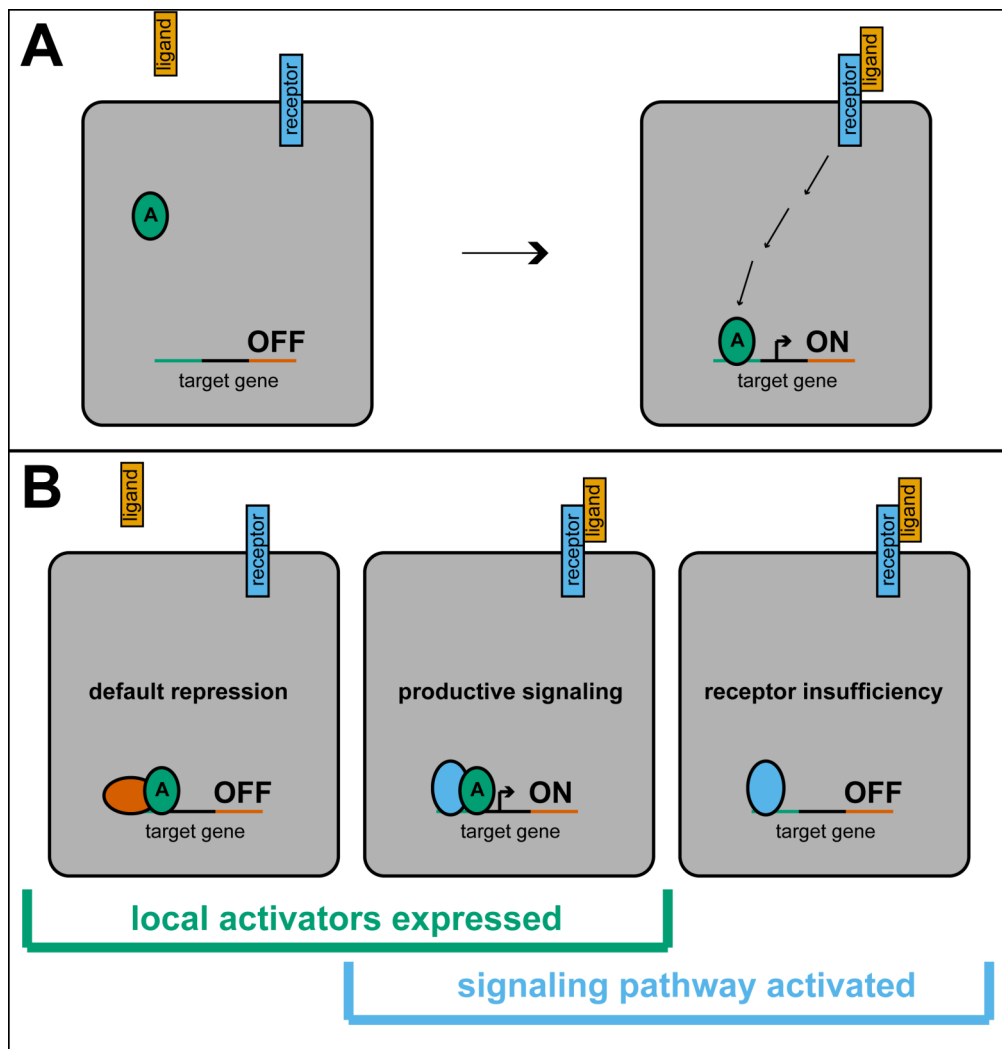 A
ligand
receptor
A
OFF
target gene
receptor
ligand
A
ON
target gene
B
ligand
receptor
default repression
A
OFF
target gene
receptor
ligand
productive signaling
A
ON
target gene
receptor
ligand
receptor insufficiency
OFF
target gene
local activators expressed
signaling pathway activated